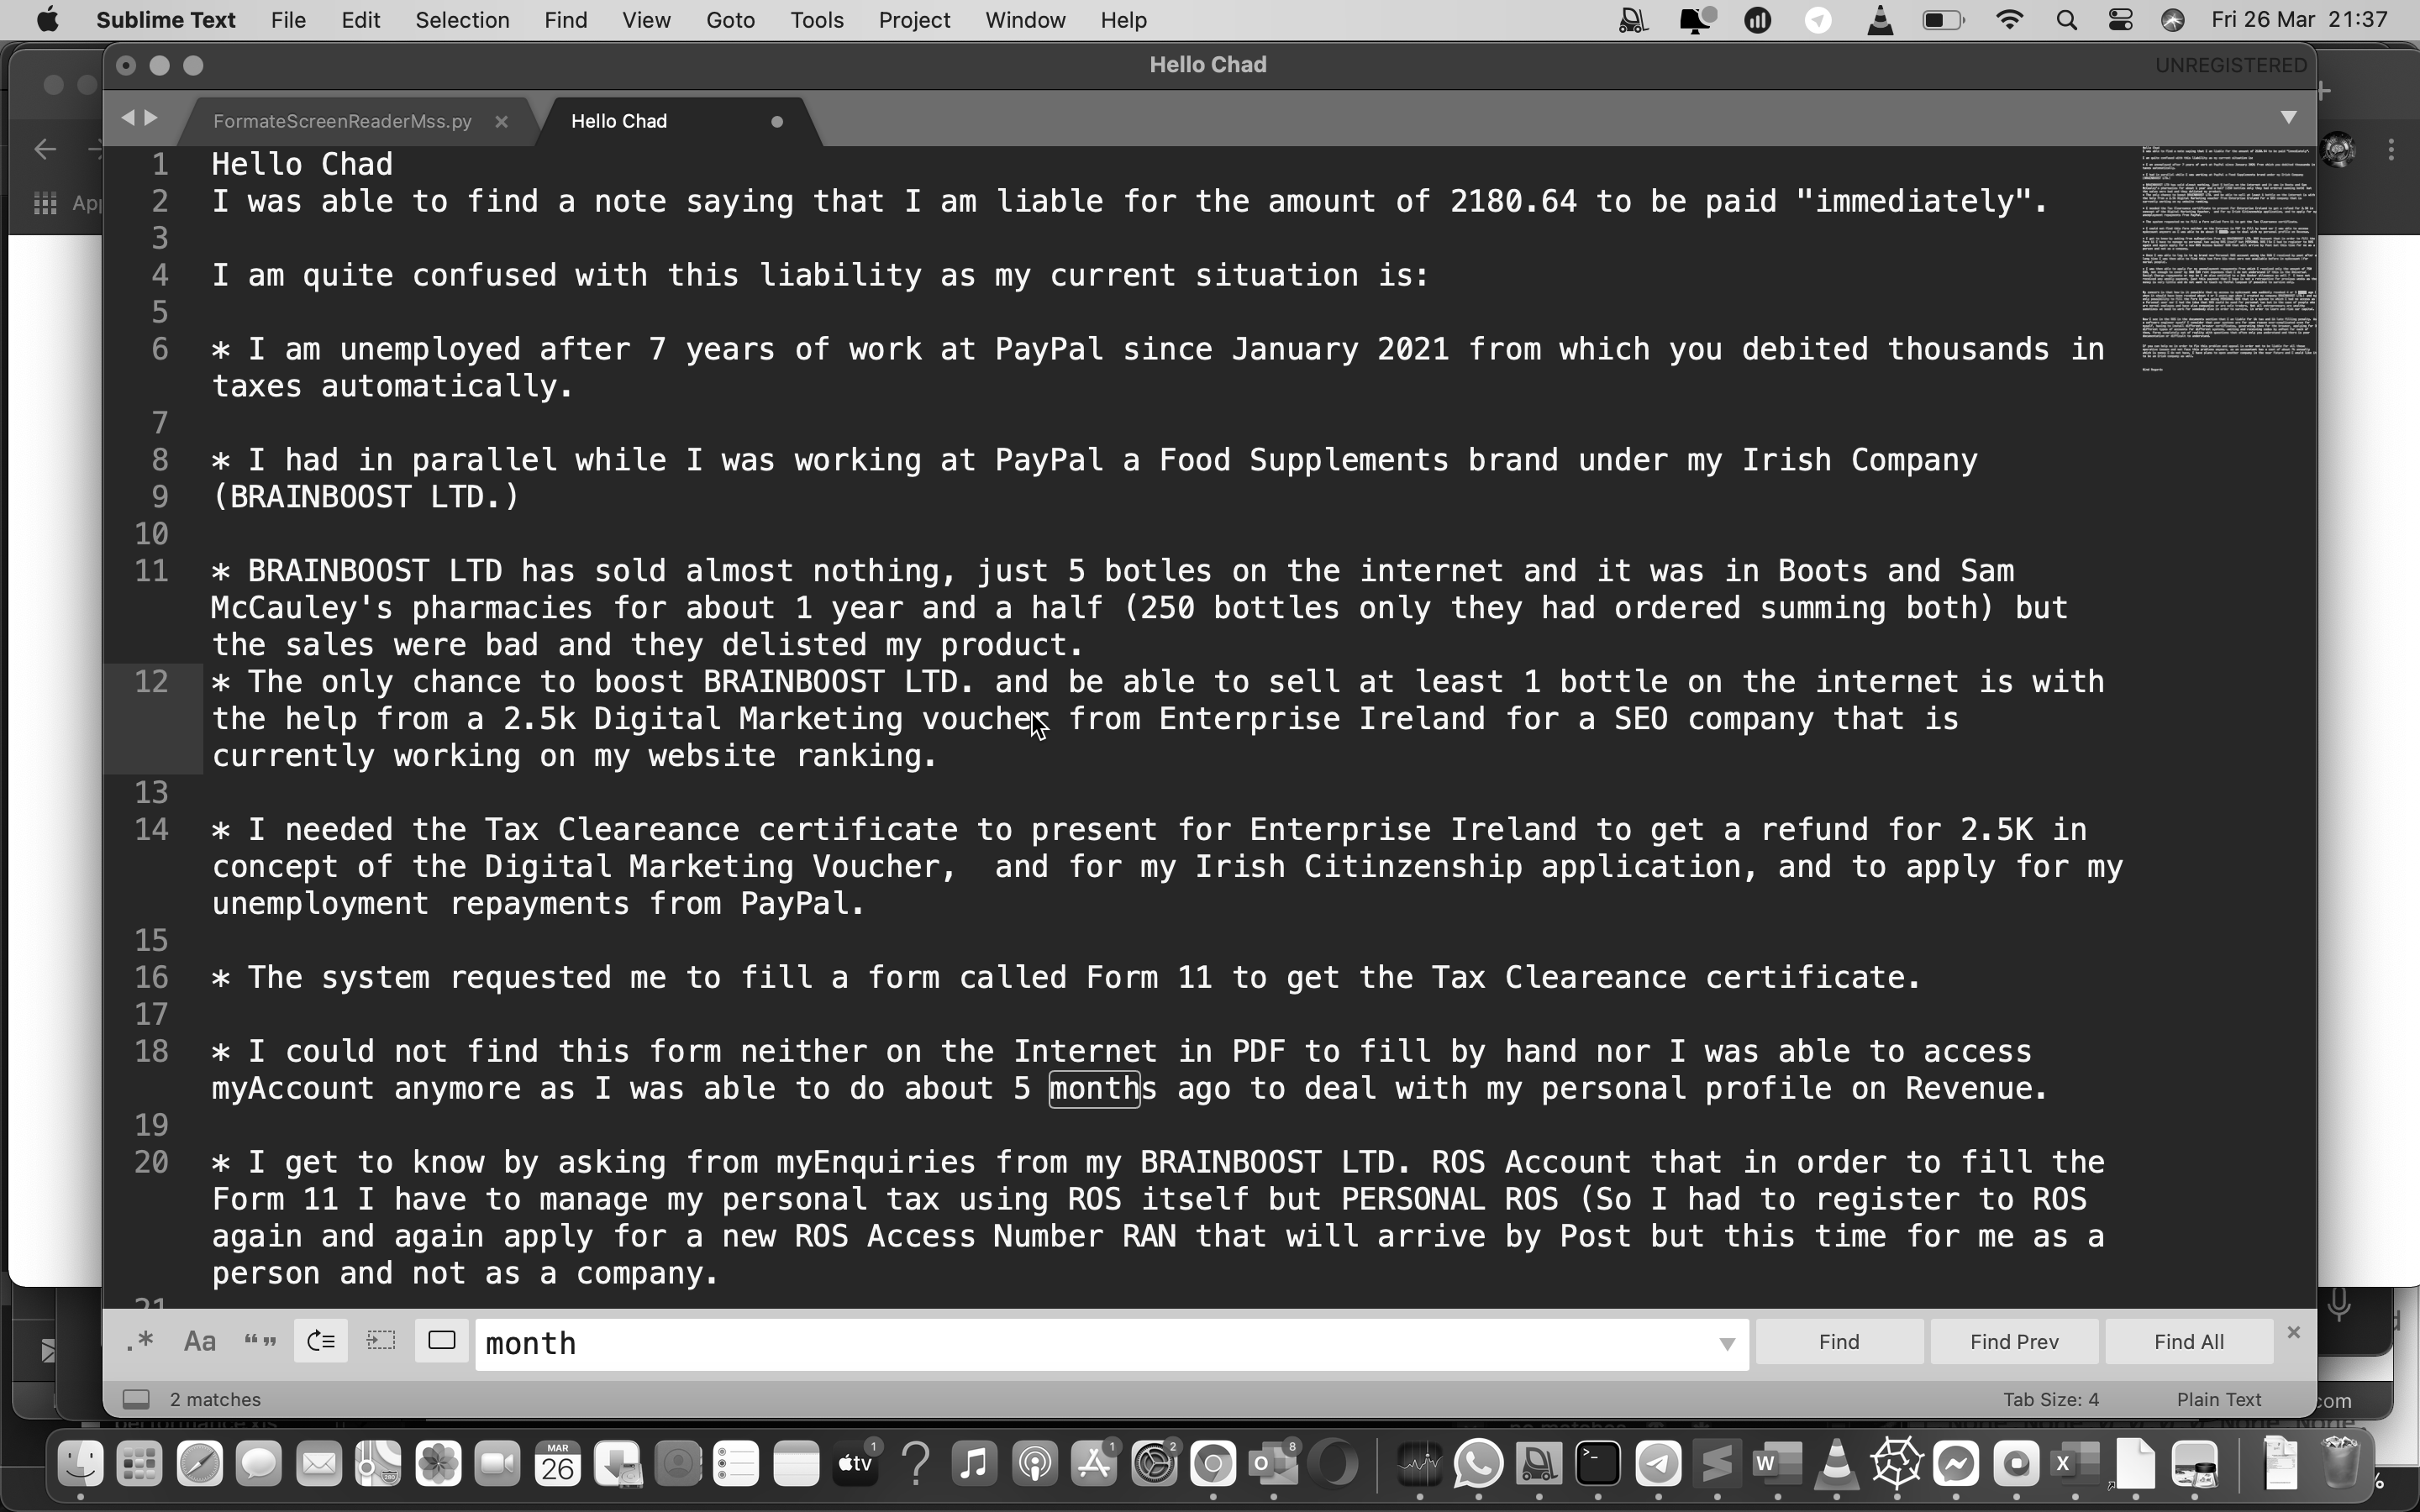 Sublime Text File Edit Selection Find View Goto Tools Project Window Help Fri 26 Mar 21:37
Hello Chad UNREGISTERED
FormateScreenReaderMss.py Hello Chad
1 Hello Chad
2 I was able to find a note saying that I am liable for the amount of 2180.64 to be paid "immediately".
3
4 I am quite confused with this liability as my current situation is:
5
6 * I am unemployed after 7 years of work at PayPal since January 2021 from which you debited thousands in
taxes automatically.
7
8 * I had in parallel while I was working at PayPal a Food Supplements brand under my Irish Company
9 (BRAINBOOST LTD.)
10
11 * BRAINBOOST LTD has sold almost nothing, just 5 botles on the internet and it was in Boots and Sam
McCauley's pharmacies for about 1 year and a half (250 bottles only they had ordered summing both) but
the sales were bad and they delisted my product.
12 * The only chance to boost BRAINBOOST LTD. and be able to sell at least 1 bottle on the internet is with
the help from a 2.5k Digital Marketing voucher from Enterprise Ireland for a SEO company that is
currently working on my website ranking.
13
14 * I needed the Tax Cleareance certificate to present for Enterprise Ireland to get a refund for 2.5K in
concept of the Digital Marketing Voucher,  and for my Irish Citinzenship application, and to apply for my
unemployment repayments from PayPal.
15
16 * The system requested me to fill a form called Form 11 to get the Tax Cleareance certificate.
17
18 * I could not find this form neither on the Internet in PDF to fill by hand nor I was able to access
myAccount anymore as I was able to do about 5 months ago to deal with my personal profile on Revenue.
19
20 * I get to know by asking from myEnquiries from my BRAINBOOST LTD. ROS Account that in order to fill the
Form 11 I have to manage my personal tax using ROS itself but PERSONAL ROS (So I had to register to ROS
again and again apply for a new ROS Access Number RAN that will arrive by Post but this time for me as a
person and not as a company.
21
.* Aa “” month Find Find Prev Find All
2 matches Tab Size: 4 Plain Text
MAR
26
tv